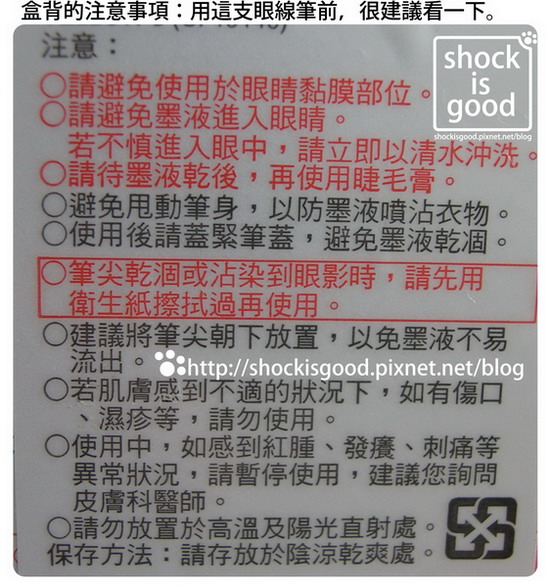 盒背的注意事項：用這支眼線筆前，很建議看一下。
注意：
shock
is
good
shockisgood.pixnet.net/blog
○請避免使用於眼睛黏膜部位。
○請避免墨液進入眼睛。
若不慎進入眼中，請立即以清水沖洗。
○請待墨液乾後，再使用睫毛膏。
○避免甩動筆身，以防墨液噴沾衣物。
○使用後請蓋緊筆蓋，避免墨液乾涸。
○筆尖乾涸或沾染到眼影時，請先用
衛生紙擦拭過再使用。
○建議將筆尖朝下放置，以免墨液不易
流出。
http://shockisgood.pixnet.net/blog
○若肌膚感到不適的狀況下，如有傷口
、濕疹等，請勿使用。
○使用中，如感到紅腫、發癢、刺痛等
異常狀況，請暫停使用，建議您詢問
皮膚科醫師。
○請勿放置於高溫及陽光直射處。
保存方法：請存放於陰涼乾爽處。